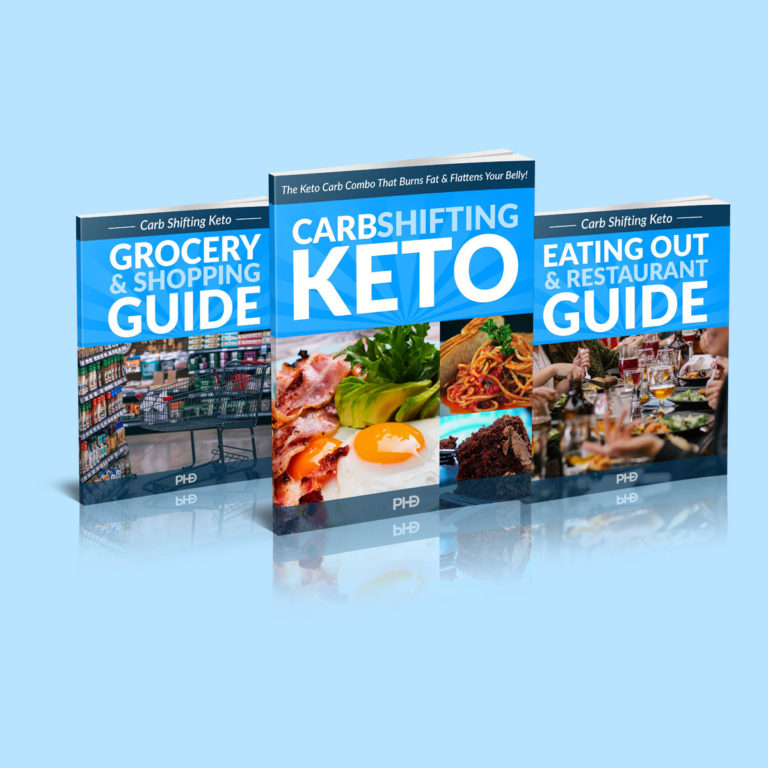 Carb Shifting Keto
GROCERY
& SHOPPING
GUIDE
PHD
The Keto Carb Combo That Burns Fat & Flattens Your Belly!
CARBSHIFTING
KETO
PHD
Carb Shifting Keto
EATING OUT
& RESTAURANT
GUIDE
PHD